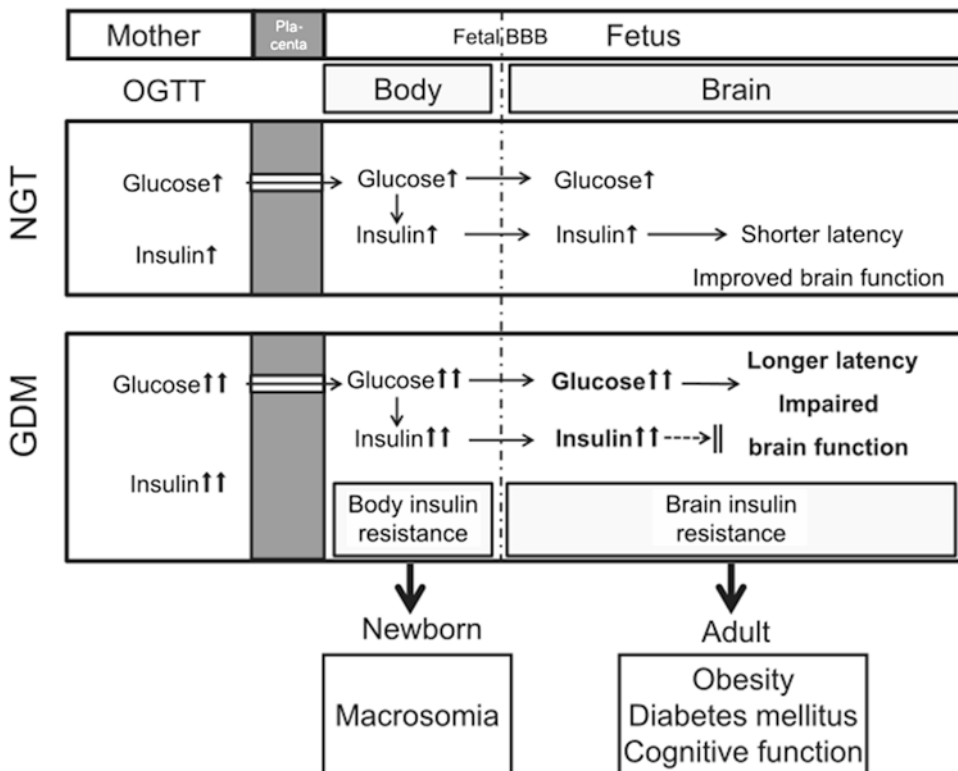 Mother
Pla-
centa
Fetal BBB
Fetus
OGTT
Body
Brain
NGT
Glucose↑
Glucose↑
Glucose↑
Insulin↑
Insulin↑
Insulin↑
Shorter latency
Improved brain function
GDM
Glucose↑↑
Glucose↑↑
Glucose↑↑
Longer latency
Impaired
brain function
Insulin↑↑
Insulin↑↑
Insulin↑↑
Body insulin
resistance
Brain insulin
resistance
Newborn
Adult
Macrosomia
Obesity
Diabetes mellitus
Cognitive function